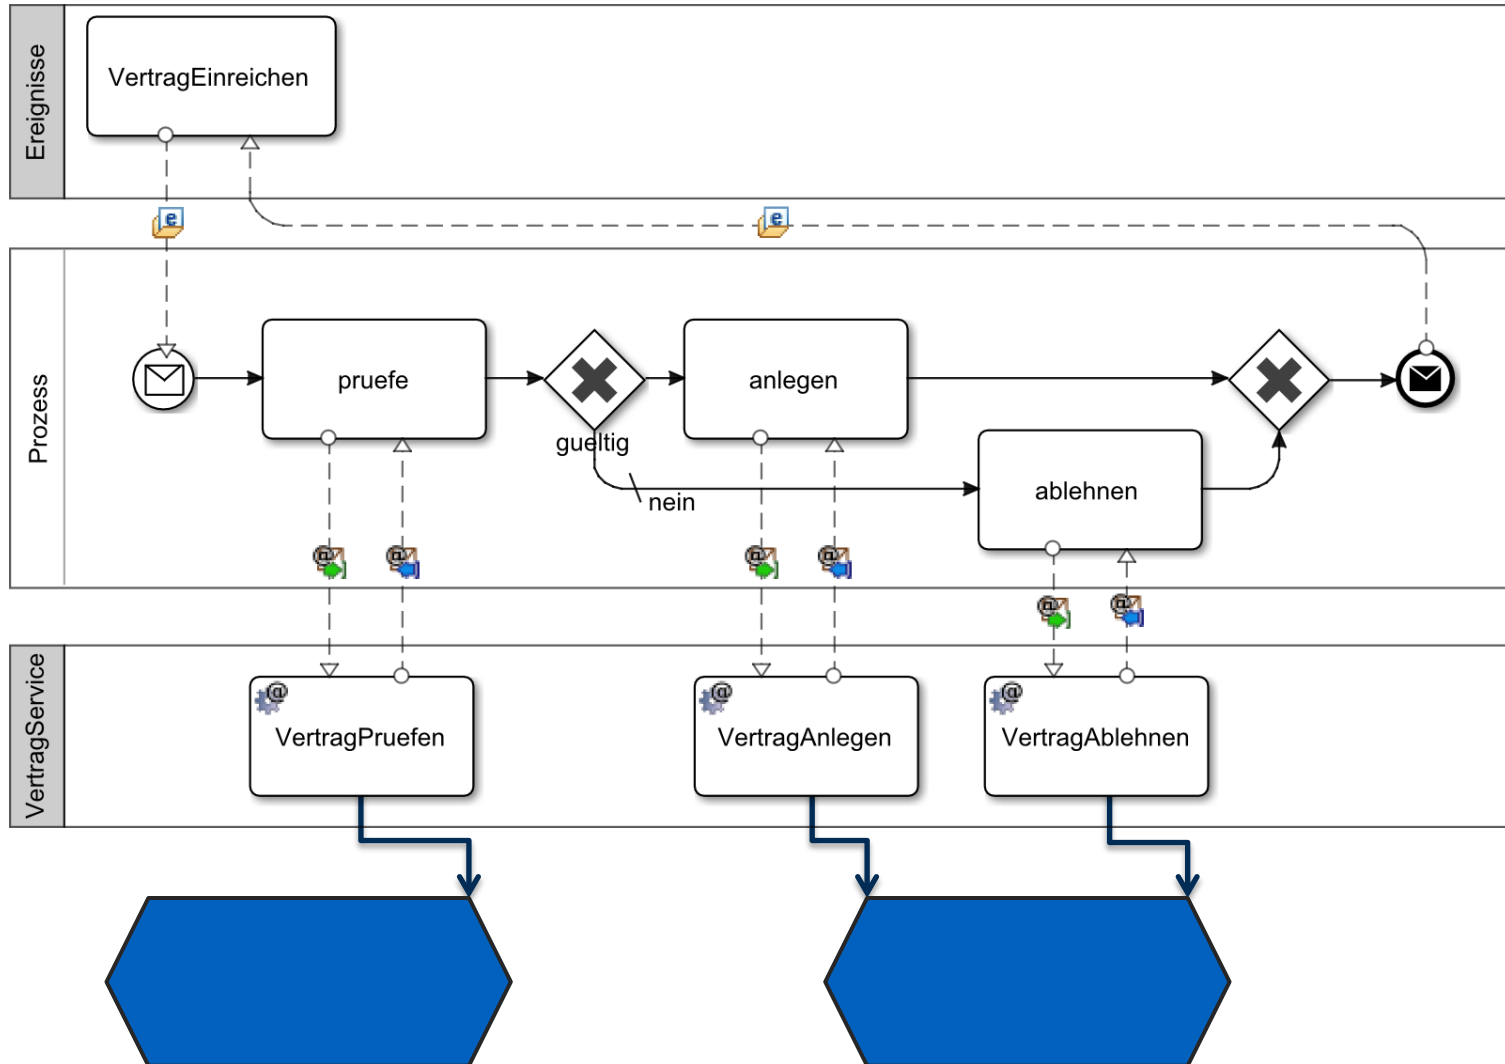 Ereignisse
VertragEinreichen
e
e
Prozess
pruefe
anlegen
gueltig
nein
ablehnen
@
@
@
@
@
@
VertragService
@
VertragPruefen
@
VertragAnlegen
@
VertragAblehnen